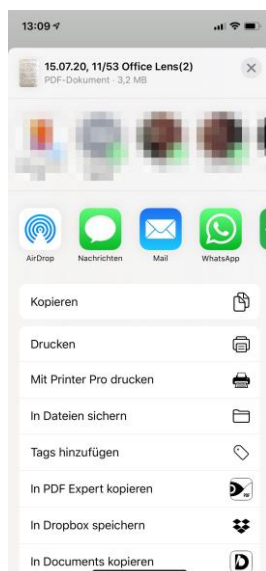 13:09
15.07.20, 11/53 Office Lens(2)
PDF-Dokument · 3,2 MB
AirDrop
Nachrichten
Mail
WhatsApp
Kopieren
Drucken
Mit Printer Pro drucken
In Dateien sichern
Tags hinzufügen
In PDF Expert kopieren
PDF
In Dropbox speichern
In Documents kopieren